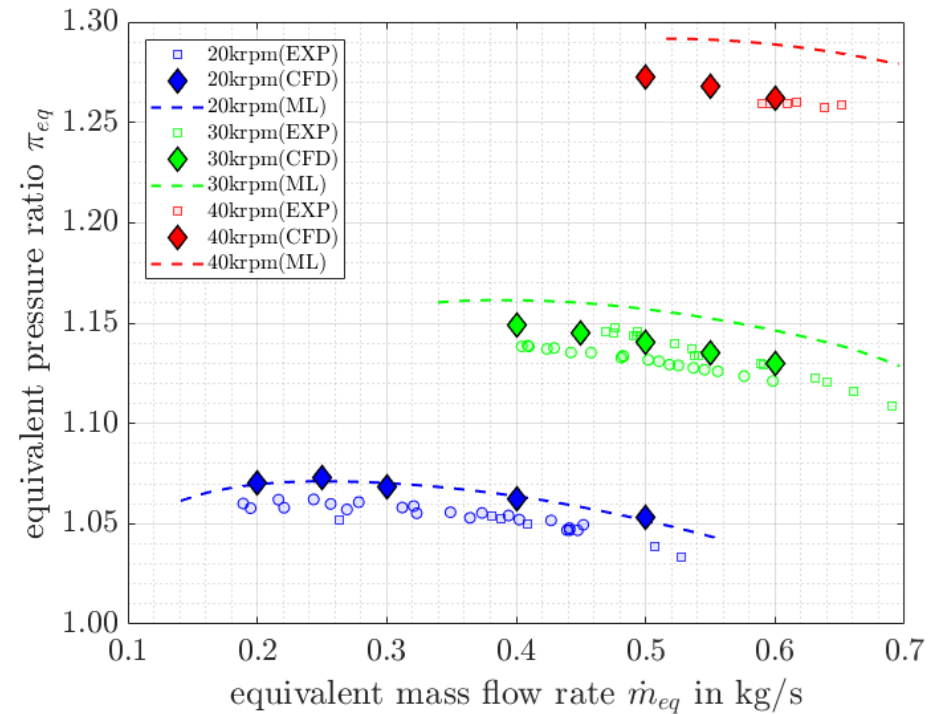 1.30
1.25
1.20
1.15
1.10
1.05
1.00
equivalent pressure ratio π_eq
20krpm(EXP)
20krpm(CFD)
20krpm(ML)
30krpm(EXP)
30krpm(CFD)
30krpm(ML)
40krpm(EXP)
40krpm(CFD)
40krpm(ML)
0.1 0.2 0.3 0.4 0.5 0.6 0.7
equivalent mass flow rate ṁ_eq in kg/s